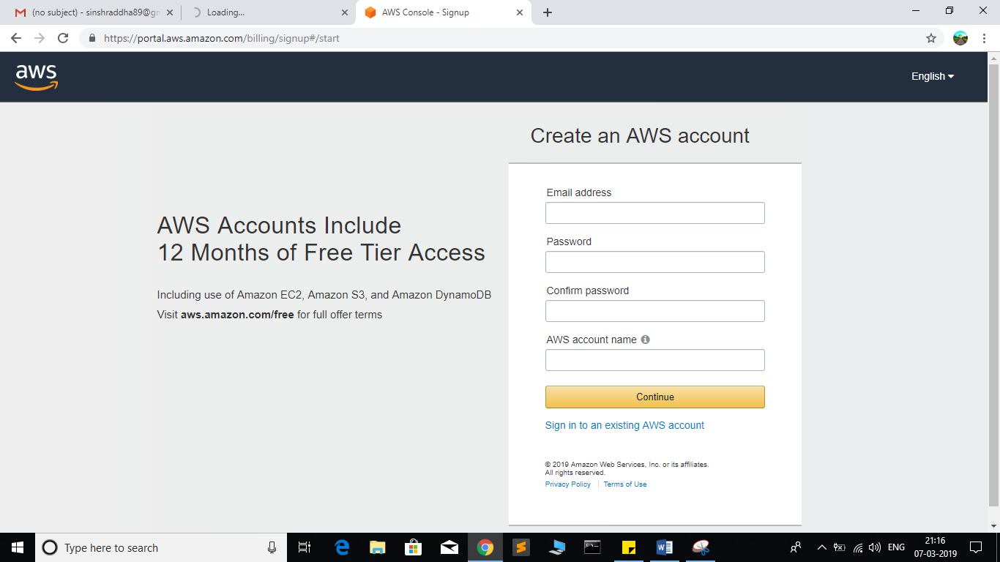 (no subject) - sinshraddha89@gn
Loading...
AWS Console - Signup
https://portal.aws.amazon.com/billing/signup#/start
aws
English
Create an AWS account
AWS Accounts Include
12 Months of Free Tier Access
Including use of Amazon EC2, Amazon S3, and Amazon DynamoDB
Visit aws.amazon.com/free for full offer terms
Email address
Password
Confirm password
AWS account name
Continue
Sign in to an existing AWS account
© 2019 Amazon Web Services, Inc. or its affiliates.
All rights reserved.
Privacy Policy | Terms of Use
Type here to search
ENG
21:16
07-03-2019